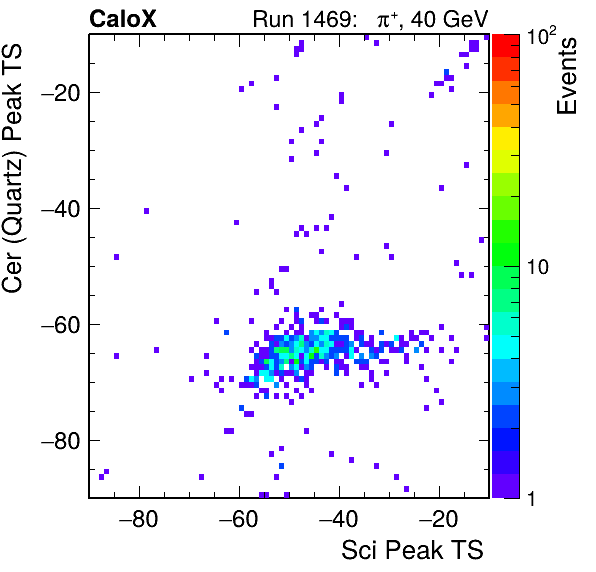 CaloX Run 1469: π⁺, 40 GeV
Cer (Quartz) Peak TS
−20
−40
−60
−80
−80 −60 −40 −20
Sci Peak TS
10²
10
1
Events